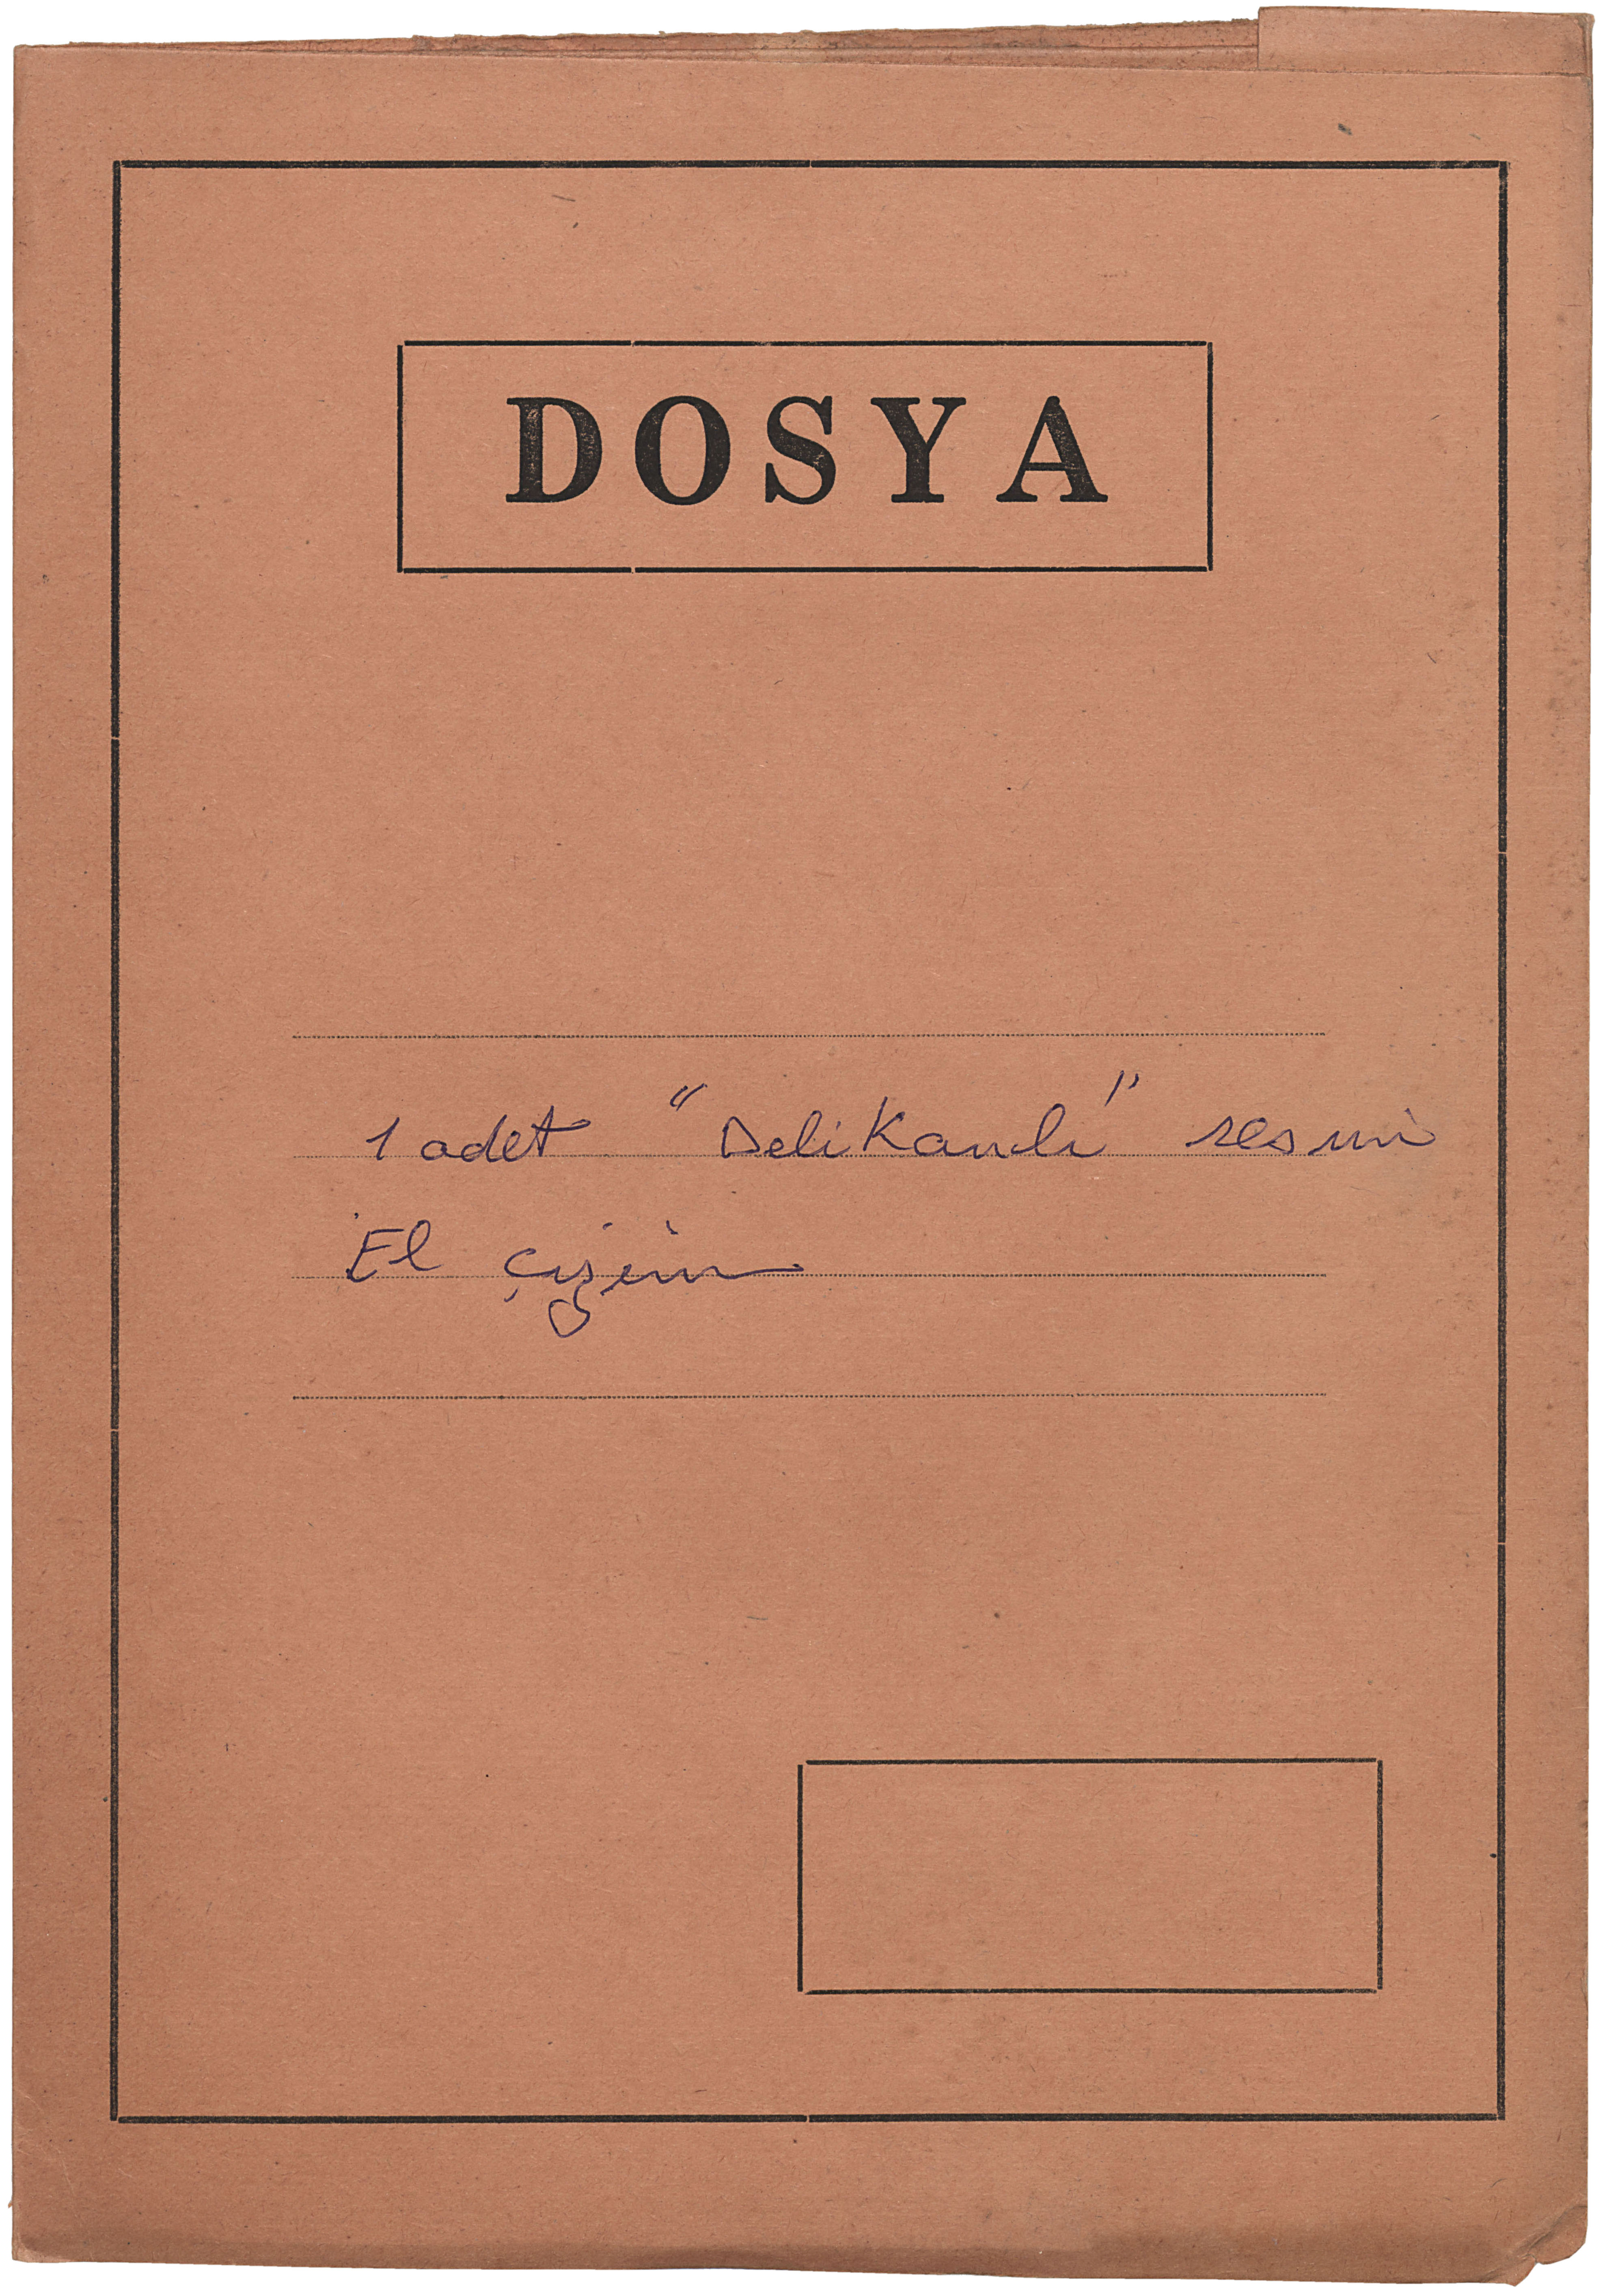 DOSYA
1 adet "Delikanlı" resmi
El çizim